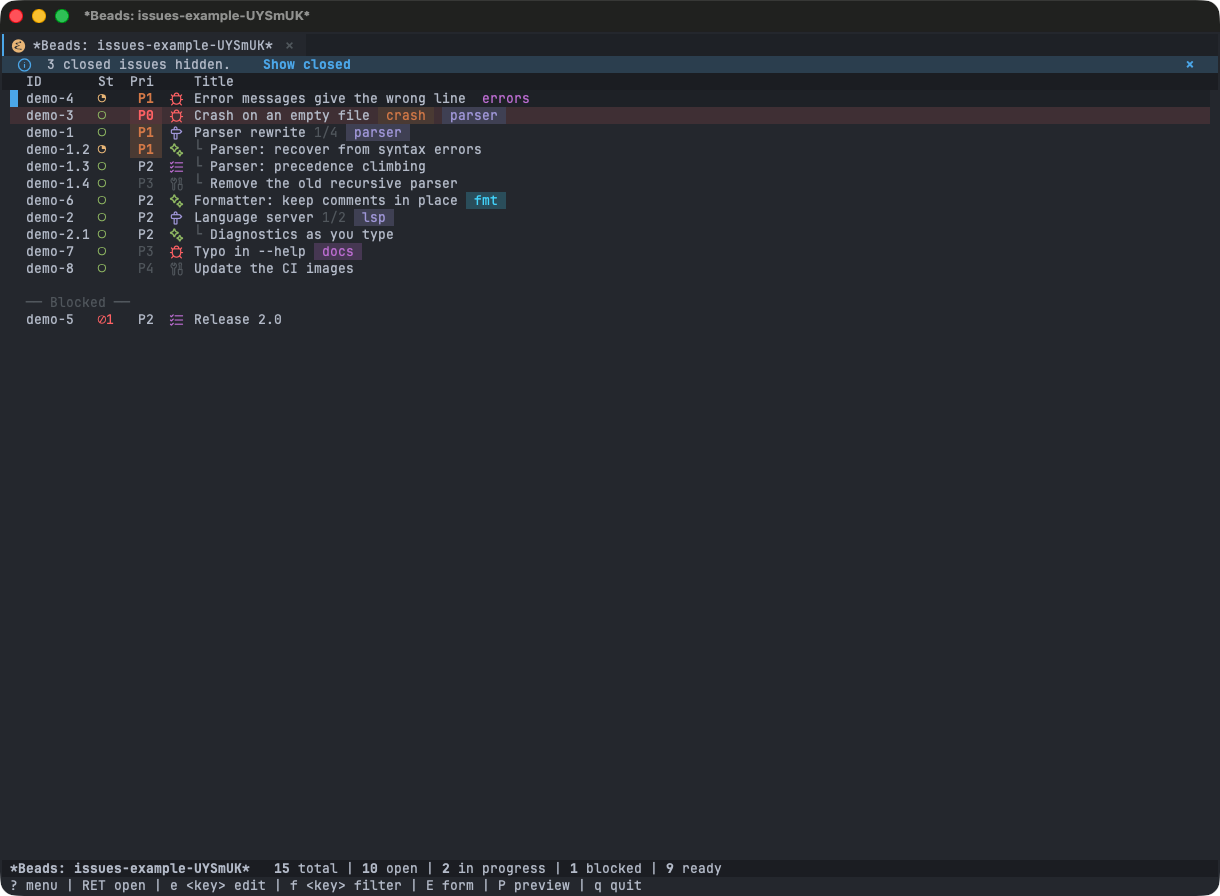 *Beads: issues-example-UYSmUK*
*Beads: issues-example-UYSmUK* ×
3 closed issues hidden. Show closed ×
ID St Pri Title
demo-4 P1 Error messages give the wrong line errors
demo-3 P0 Crash on an empty file crash parser
demo-1 P1 Parser rewrite 1/4 parser
demo-1.2 P1 └ Parser: recover from syntax errors
demo-1.3 P2 └ Parser: precedence climbing
demo-1.4 P3 └ Remove the old recursive parser
demo-6 P2 Formatter: keep comments in place fmt
demo-2 P2 Language server 1/2 lsp
demo-2.1 P2 └ Diagnostics as you type
demo-7 P3 Typo in --help docs
demo-8 P4 Update the CI images
── Blocked ──
demo-5 ∅1 P2 Release 2.0
*Beads: issues-example-UYSmUK* 15 total | 10 open | 2 in progress | 1 blocked | 9 ready
? menu | RET open | e <key> edit | f <key> filter | E form | P preview | q quit